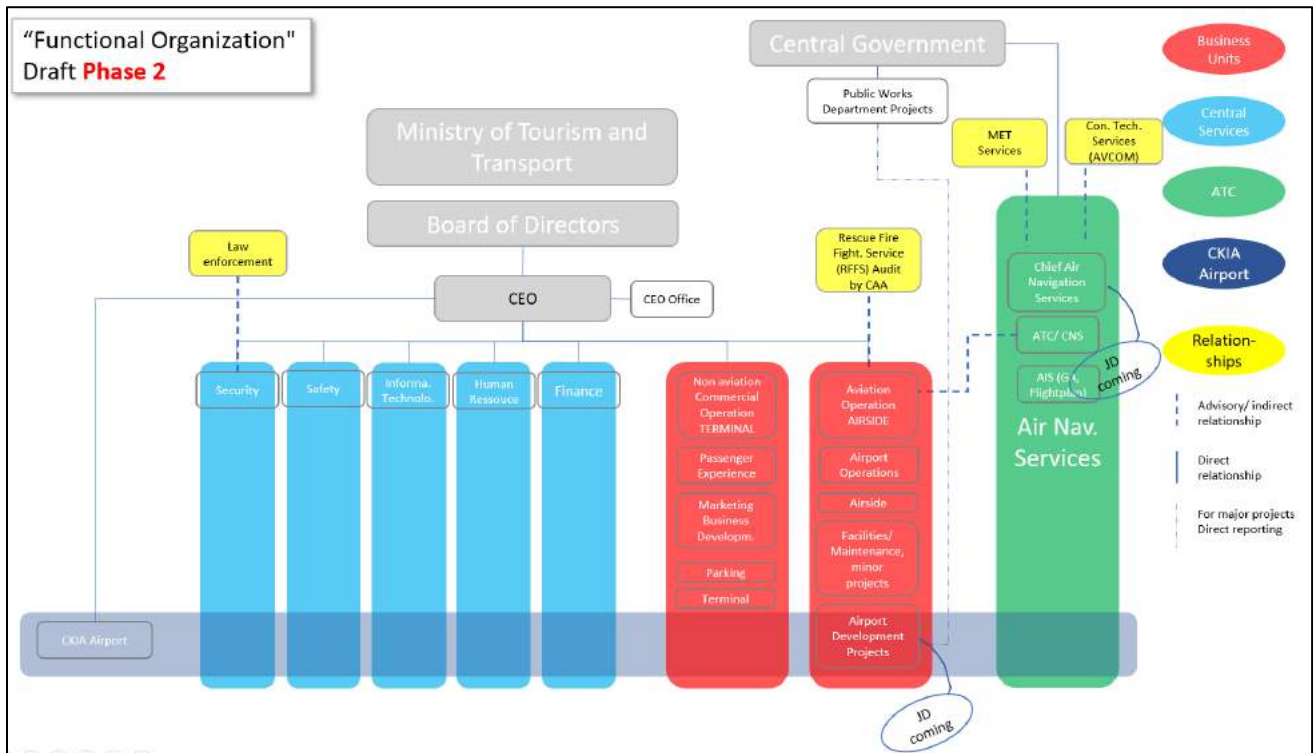 “Functional Organization"
Draft Phase 2
Central Government
Public Works
Department Projects
Ministry of Tourism and
Transport
Board of Directors
CEO
CEO Office
Law
enforcement
Rescue Fire
Fight. Service
(RFFS) Audit
by CAA
MET
Services
Con. Tech.
Services
(AVCOM)
Security
Safety
Informa.
Technolo.
Human
Ressouce
Finance
Non aviation
Commercial
Operation
TERMINAL
Passenger
Experience
Marketing
Business
Developm.
Parking
Terminal
Aviation
Operation
AIRSIDE
Airport
Operations
Airside
Facilities/
Maintenance,
minor
projects
Airport
Development
Projects
JD
coming
Chief Air
Navigation
Services
ATC/ CNS
AIS (GA,
Flightplan)
JD
coming
Air Nav.
Services
CKIA Airport
Business
Units
Central
Services
ATC
CKIA
Airport
Relation-
ships
Advisory/ indirect
relationship
Direct
relationship
For major projects
Direct reporting